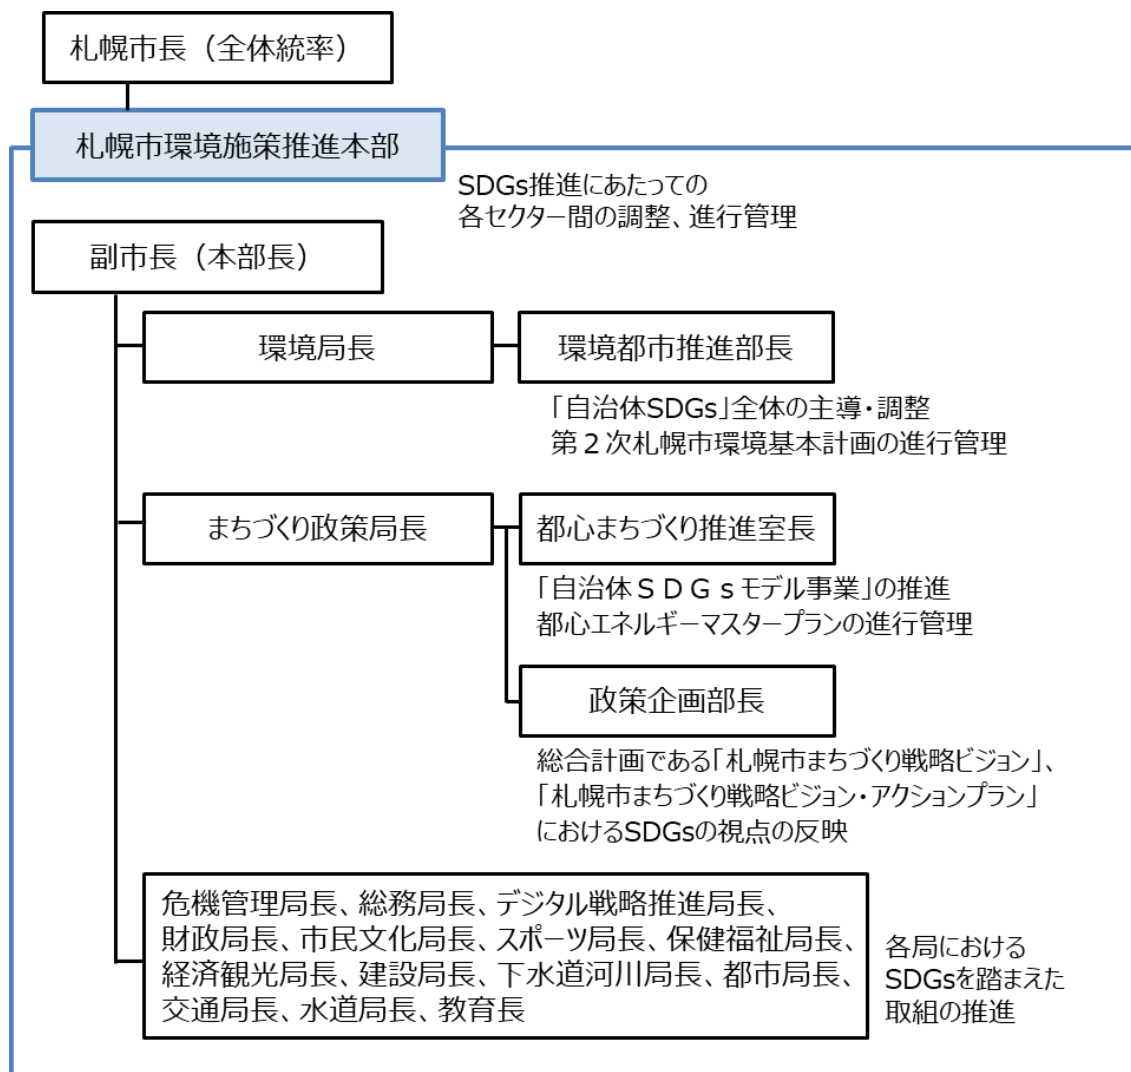 札幌市長（全体統率）
札幌市環境施策推進本部
SDGs推進にあたっての
各セクター間の調整、進行管理
副市長（本部長）
環境局長
環境都市推進部長
「自治体SDGs」全体の主導・調整
第２次札幌市環境基本計画の進行管理
まちづくり政策局長
都心まちづくり推進室長
「自治体ＳＤＧｓモデル事業」の推進
都心エネルギーマスタープランの進行管理
政策企画部長
総合計画である「札幌市まちづくり戦略ビジョン」、
「札幌市まちづくり戦略ビジョン・アクションプラン」
におけるSDGsの視点の反映
危機管理局長、総務局長、デジタル戦略推進局長、
財政局長、市民文化局長、スポーツ局長、保健福祉局長、
経済観光局長、建設局長、下水道河川局長、都市局長、
交通局長、水道局長、教育長
各局における
SDGsを踏まえた
取組の推進